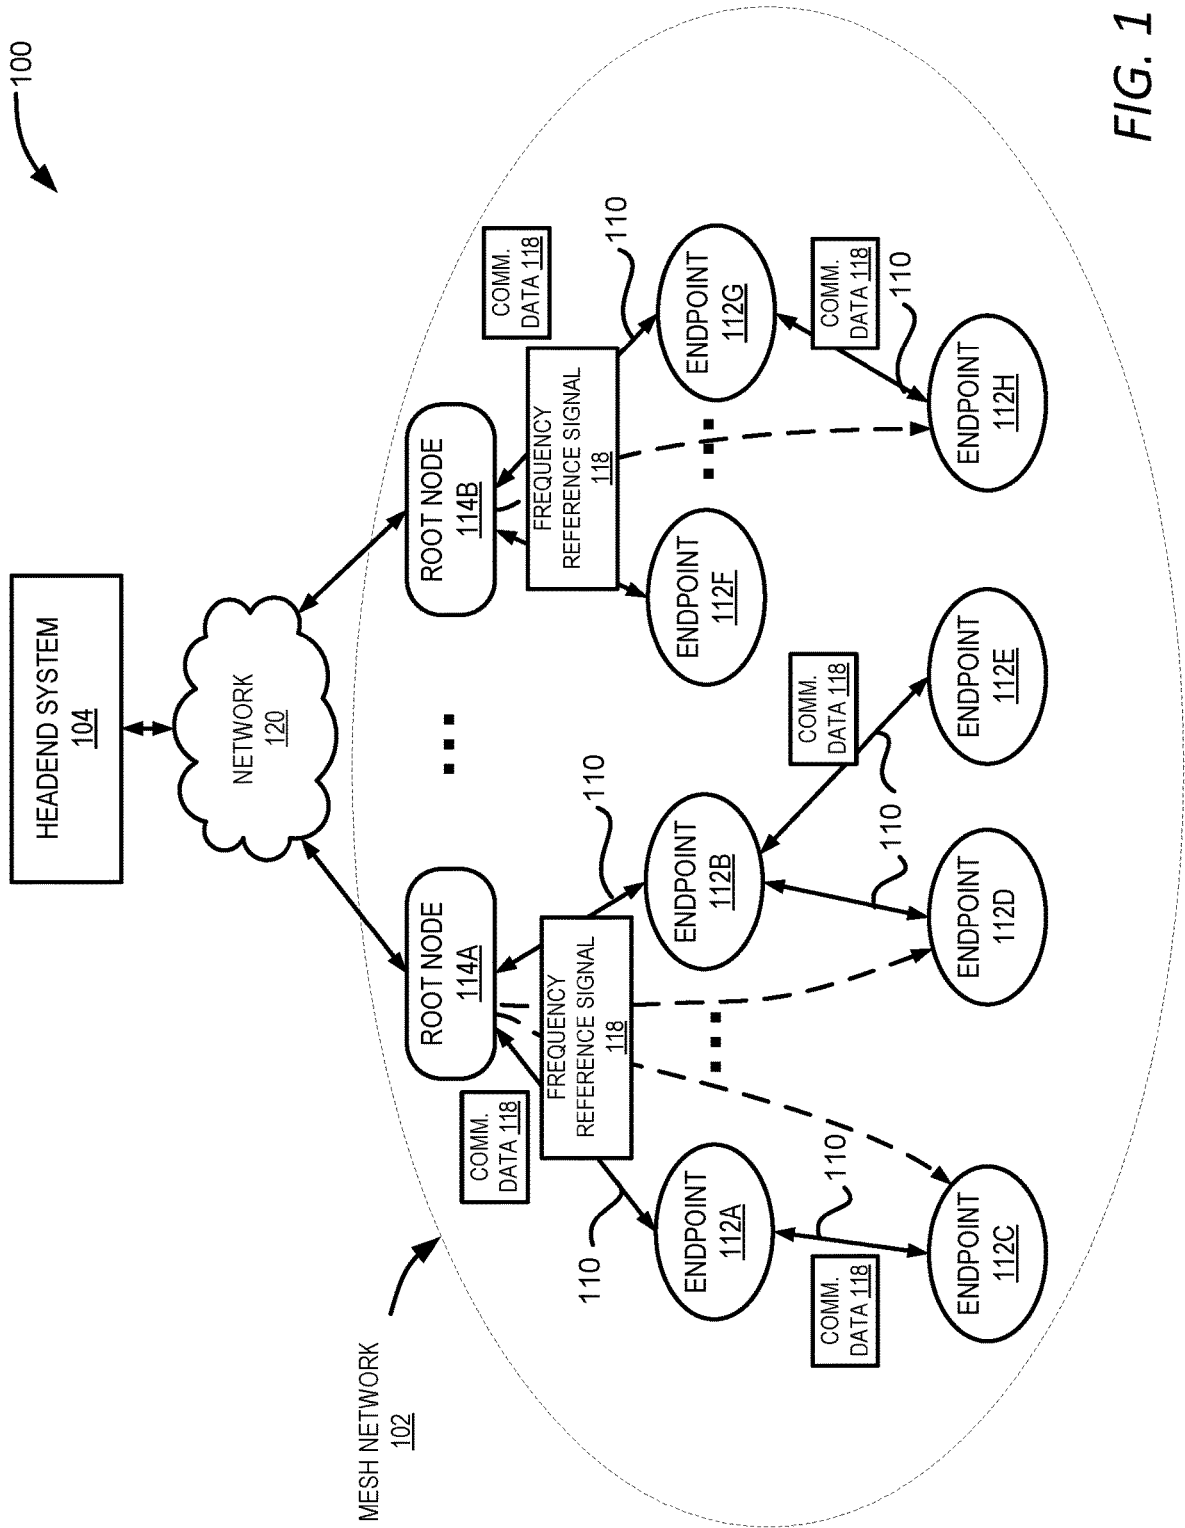 100
HEADEND SYSTEM
104
NETWORK
120
MESH NETWORK
102
ROOT NODE
114A
ROOT NODE
114B
COMM.
DATA 118
FREQUENCY
REFERENCE SIGNAL
118
110
110
FREQUENCY
REFERENCE SIGNAL
118
COMM.
DATA 118
110
ENDPOINT
112A
ENDPOINT
112B
ENDPOINT
112F
ENDPOINT
112G
COMM.
DATA 118
110
110
COMM.
DATA 118
110
COMM.
DATA 118
110
ENDPOINT
112C
ENDPOINT
112D
ENDPOINT
112E
ENDPOINT
112H
FIG. 1